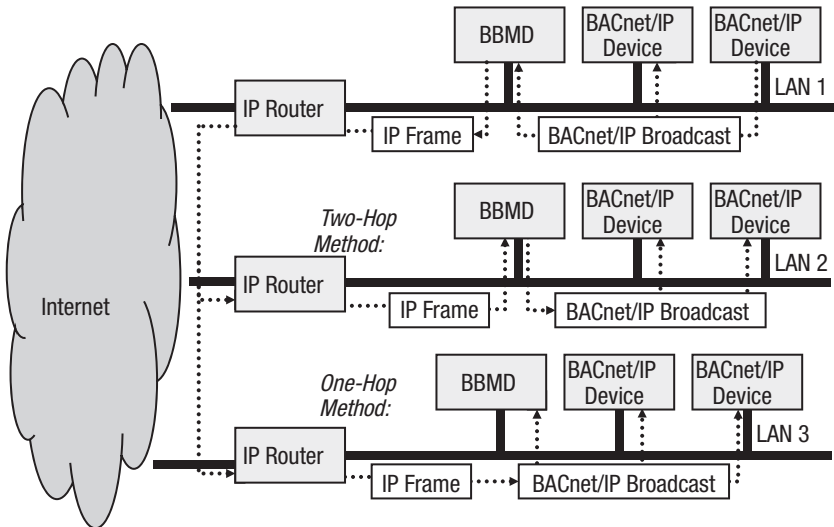 BBMD
BACnet/IP
Device
BACnet/IP
Device
LAN 1
IP Router
IP Frame
BACnet/IP Broadcast
Two-Hop
Method:
BBMD
BACnet/IP
Device
BACnet/IP
Device
LAN 2
IP Router
Internet
IP Frame
BACnet/IP Broadcast
One-Hop
Method:
BBMD
BACnet/IP
Device
BACnet/IP
Device
LAN 3
IP Router
IP Frame
BACnet/IP Broadcast